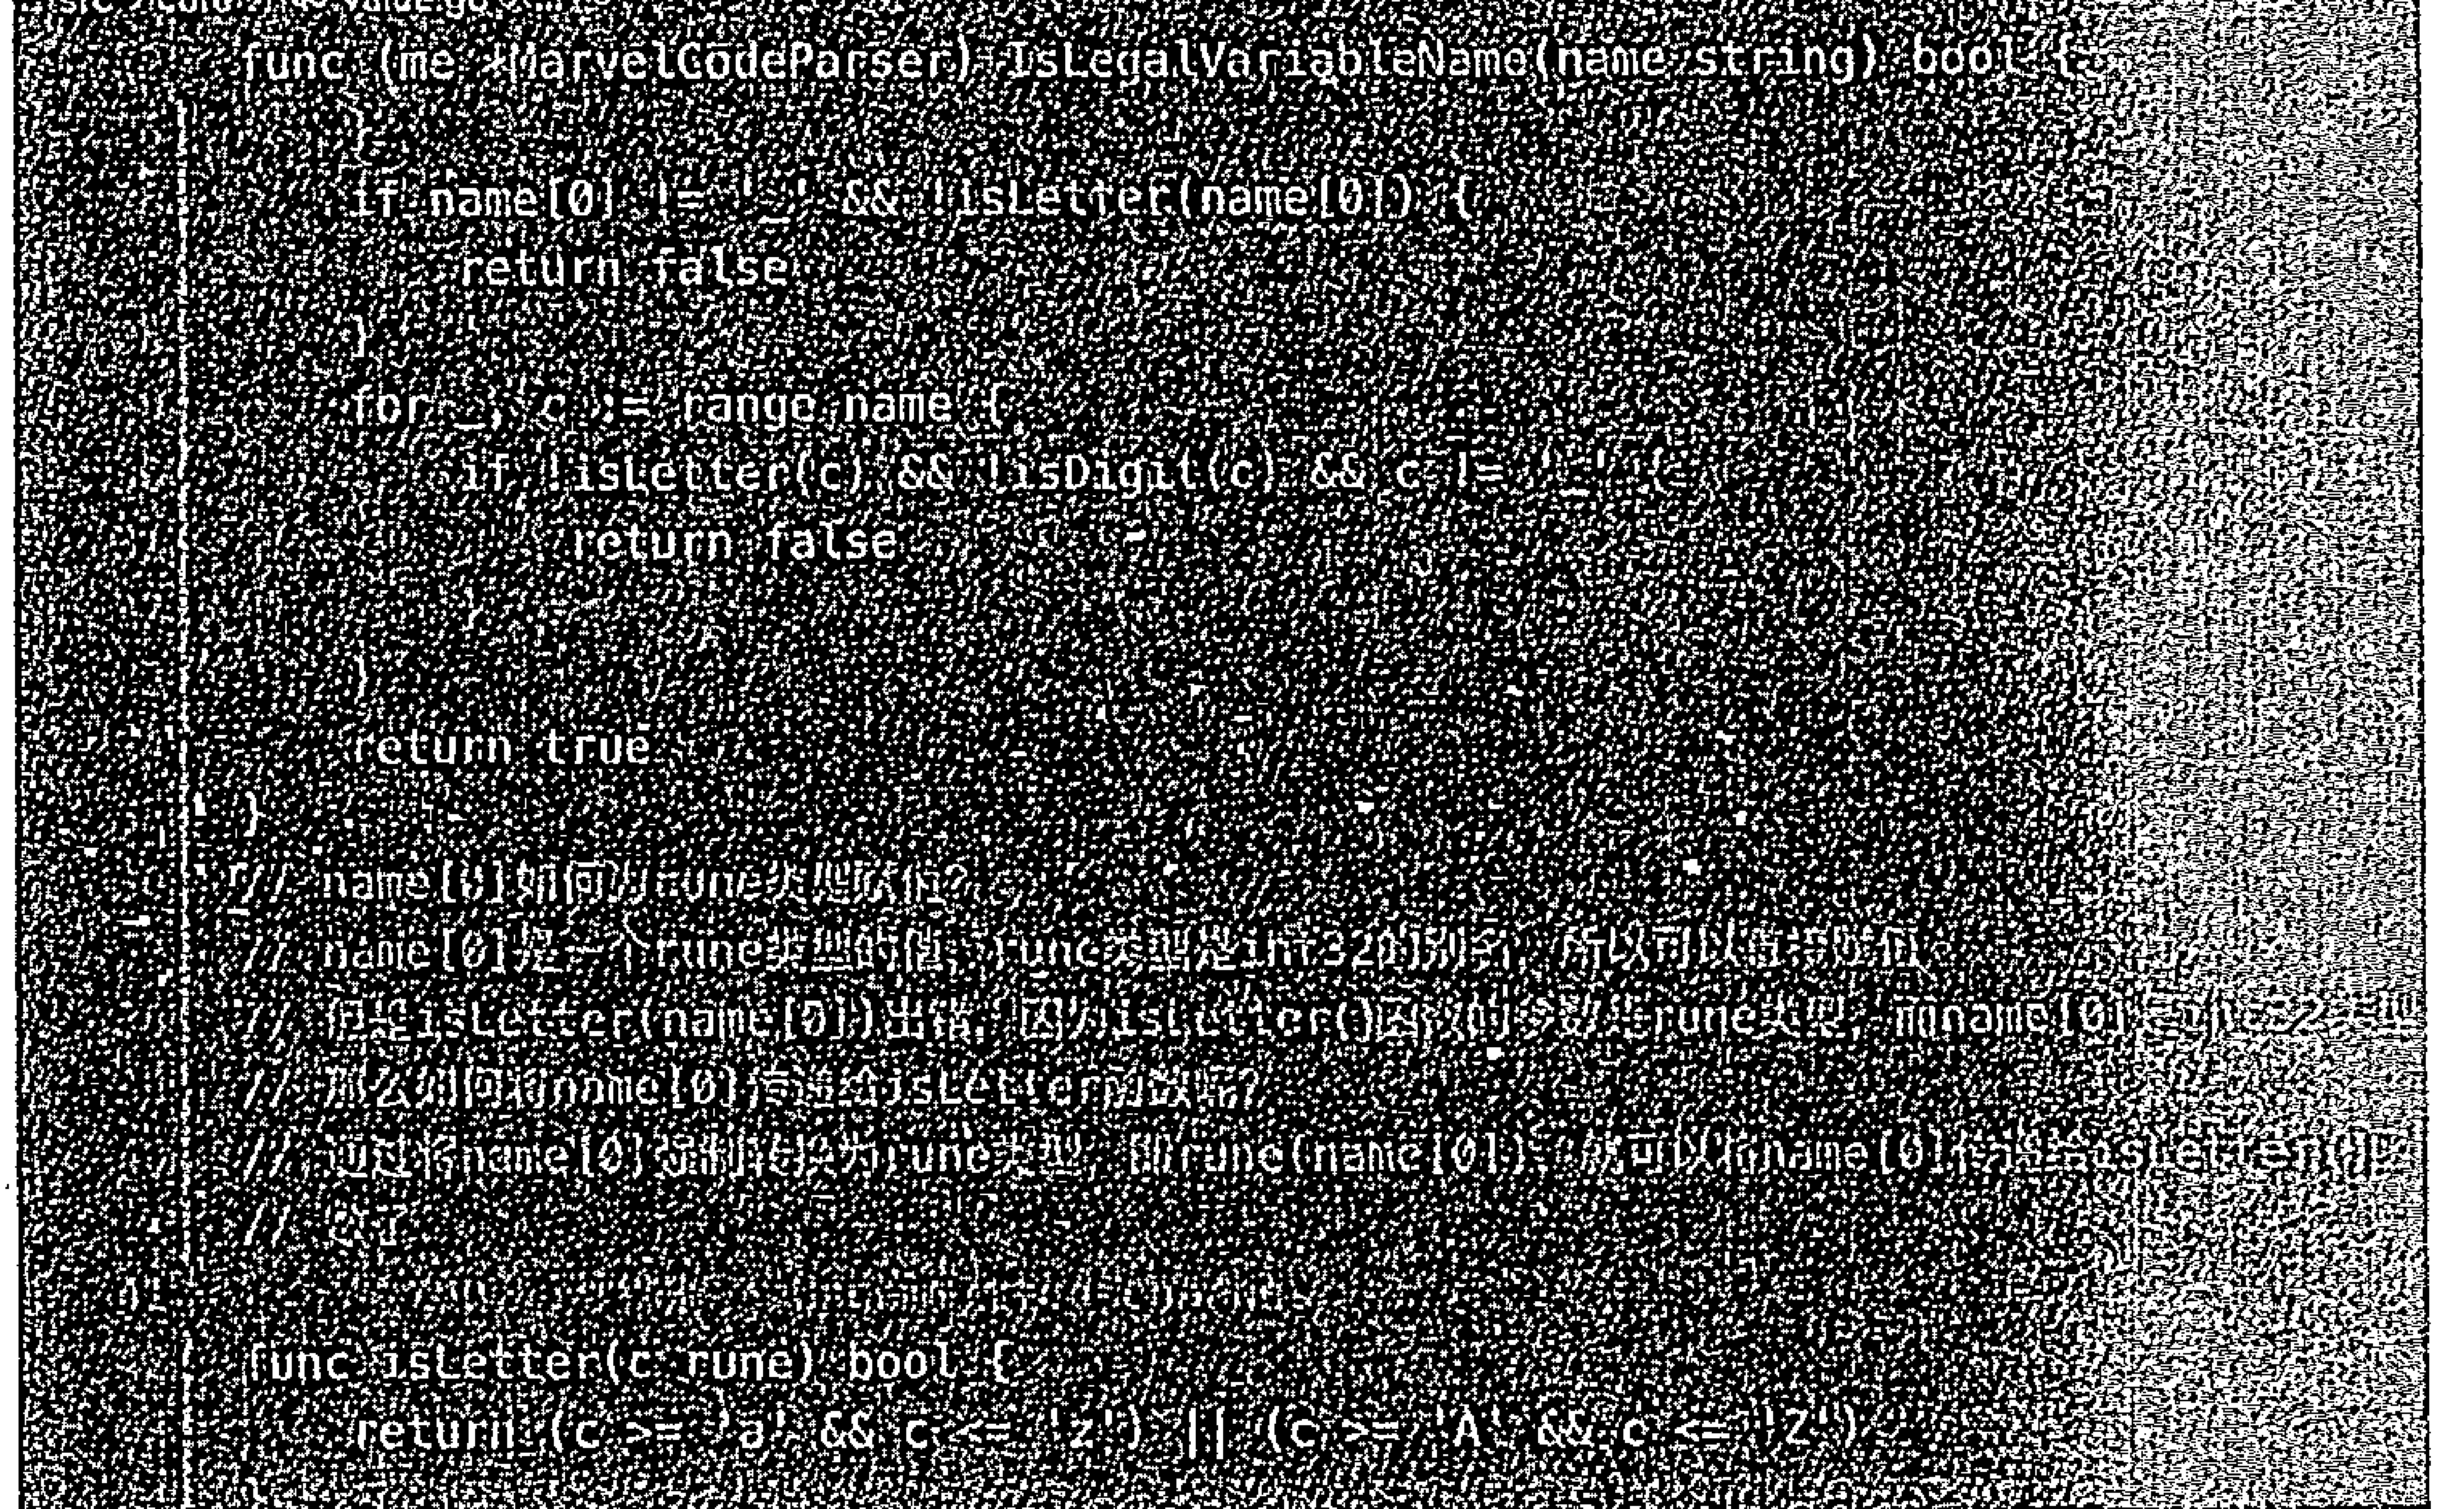 func (me *MarvelCodeParser) IsLegalVariableName(name string) bool {
}
if name[0] != '_' && !isLetter(name[0]) {
return false
}
for _, c := range name {
if !isLetter(c) && !isDigit(c) && c != '_' {
return false
}
return true
}
// name[0]如何为rune类型取值?
// name[0]是一个rune类型的值, rune类型是int32的别名, 所以可以
// 但是isLetter(name[0])出错, 因为isLetter()函数的 rune类型, 而name[0]
// 那么如何将name[0]传递给isLetter函数呢?
// 通过将name[0]强制转换为rune类型, 即rune(name[0]), 就可以将name[0]传递给isLetter()
//
func isLetter(c rune) bool {
return (c >= 'a' && c <= 'z') || (c >= 'A' && c <= 'Z')